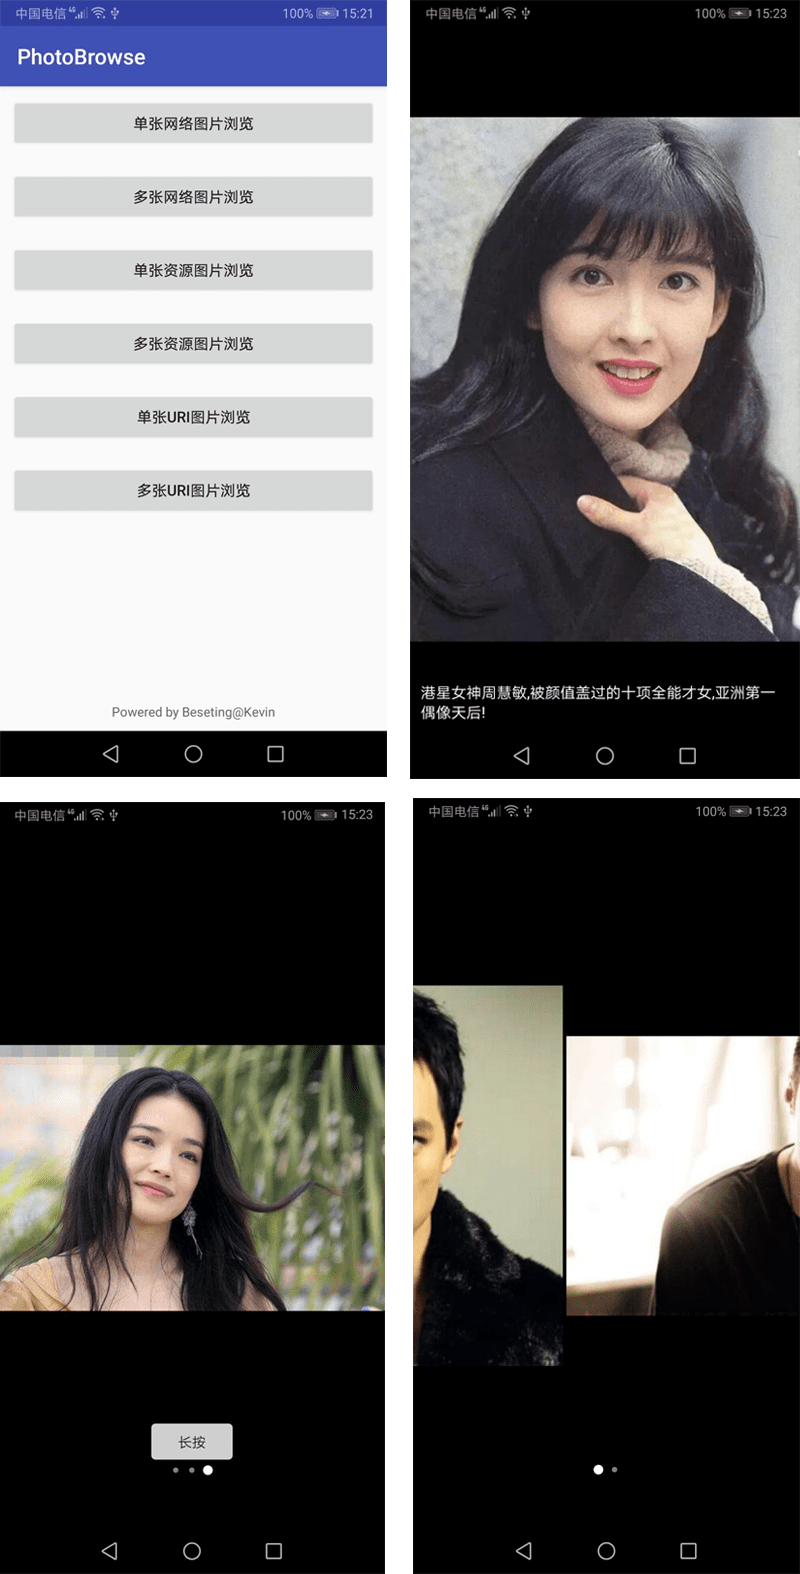 中国电信 4G 100% 15:21
PhotoBrowse
单张网络图片浏览
多张网络图片浏览
单张资源图片浏览
多张资源图片浏览
单张URI图片浏览
多张URI图片浏览
Powered by Beseting@Kevin
中国电信 4G 100% 15:23
港星女神周慧敏,被颜值盖过的十项全能才女,亚洲第一
偶像天后!
中国电信 4G 100% 15:23
长按
中国电信 4G 100% 15:23